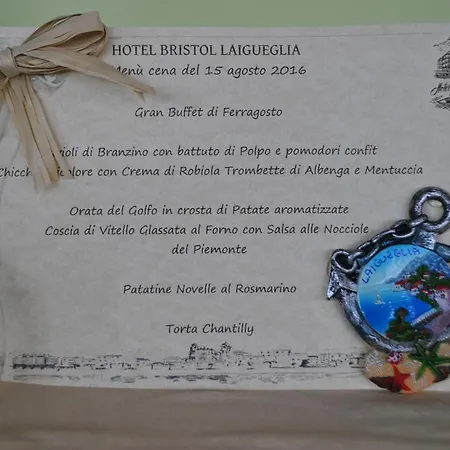 HOTEL BRISTOL LAIGUEGLIA
Menù cena del 15 agosto 2016
Gran Buffet di Ferragosto
di Branzino con battuto di Polpo e pomodori confit
con Crema di Robiola Trombette di Albenga e Mentuccia
Orata del Golfo in crosta di Patate aromatizzate
Coscia di Vitello Glassata al Forno con Salsa alle Nocciole
del Piemonte
Patatine Novelle al Rosmarino
Torta Chantilly
LAIGUEGLIA